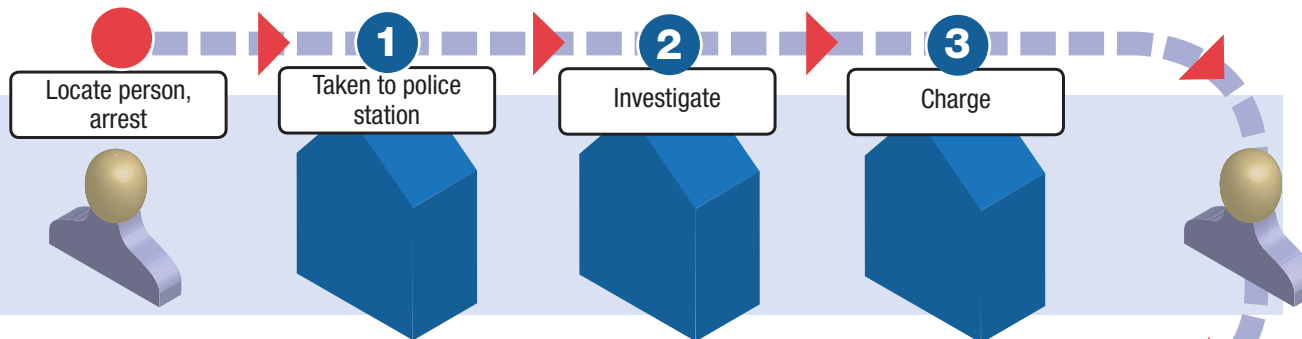 1
2
3
Locate person,
arrest
Taken to police
station
Investigate
Charge